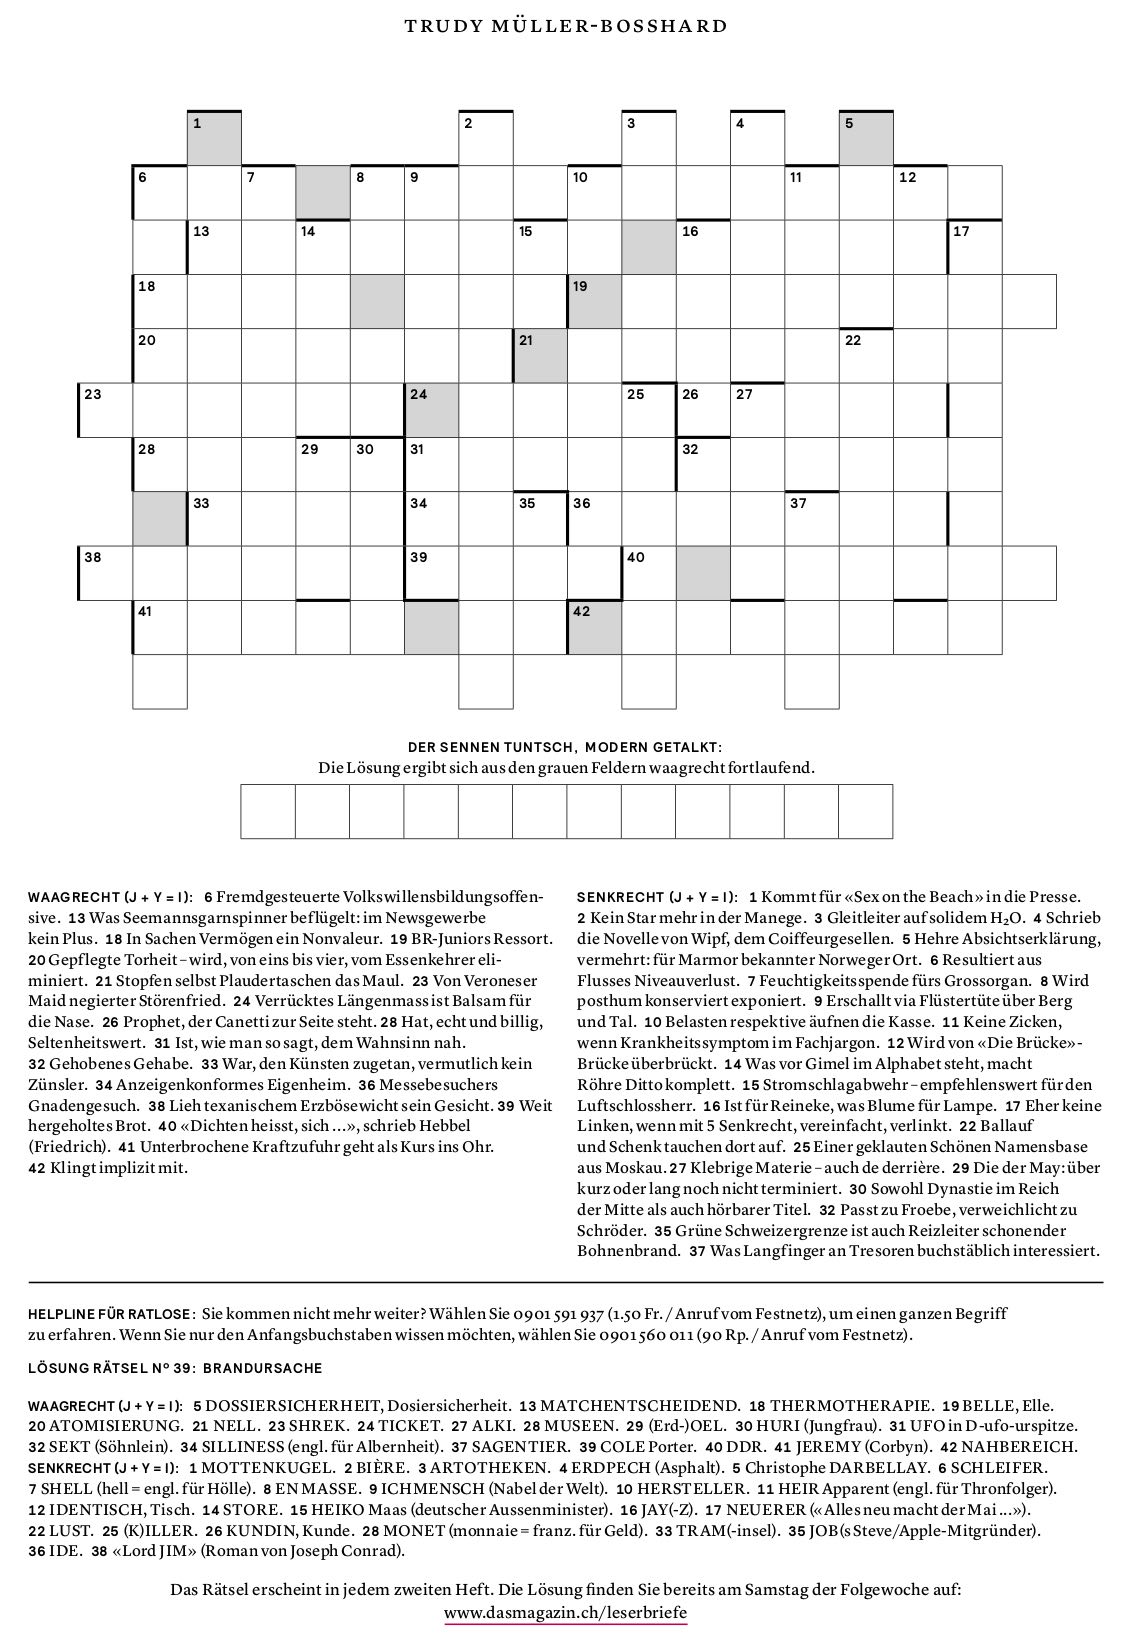 TRUDY MÜLLER-BOSSHARD
1 2 3 4 5
6 7 8 9 10 11 12
13 14 15 16 17
18 19
20 21 22
23 24 25 26 27
28 29 30 31 32
33 34 35 36 37
38 39 40
41 42
DER SENNEN TUNTSCH, MODERN GETALKT:
Die Lösung ergibt sich aus den grauen Feldern waagrecht fortlaufend.
WAAGRECHT (J + Y = I): 6 Fremdgesteuerte Volkswillensbildungsoffen-
sive. 13 Was Seemannsgarnspinner beflügelt: im Newsgewerbe
kein Plus. 18 In Sachen Vermögen ein Nonvaleur. 19 BR-Juniors Ressort.
20 Gepflegte Torheit – wird, von eins bis vier, vom Essenkehrer eli-
miniert. 21 Stopfen selbst Plaudertaschen das Maul. 23 Von Veroneser
Maid negierter Störenfried. 24 Verrücktes Längenmass ist Balsam für
die Nase. 26 Prophet, der Canetti zur Seite steht. 28 Hat, echt und billig,
Seltenheitswert. 31 Ist, wie man so sagt, dem Wahnsinn nah.
32 Gehobenes Gehabe. 33 War, den Künsten zugetan, vermutlich kein
Zünsler. 34 Anzeigenkonformes Eigenheim. 36 Messebesuchers
Gnadengesuch. 38 Lieh texanischem Erzbösewicht sein Gesicht. 39 Weit
hergeholtes Brot. 40 «Dichten heisst, sich ...», schrieb Hebbel
(Friedrich). 41 Unterbrochene Kraftzufuhr geht als Kurs ins Ohr.
42 Klingt implizit mit.
SENKRECHT (J + Y = I): 1 Kommt für «Sex on the Beach» in die Presse.
2 Kein Star mehr in der Manege. 3 Gleitleiter auf solidem H₂O. 4 Schrieb
die Novelle von Wipf, dem Coiffeurgesellen. 5 Hehre Absichtserklärung,
vermehrt: für Marmor bekannter Norweger Ort. 6 Resultiert aus
Flusses Niveauverlust. 7 Feuchtigkeitsspende fürs Grossorgan. 8 Wird
posthum konserviert exponiert. 9 Erschallt via Flüstertüte über Berg
und Tal. 10 Belasten respektive äufnen die Kasse. 11 Keine Zicken,
wenn Krankheitssymptom im Fachjargon. 12 Wird von «Die Brücke»-
Brücke überbrückt. 14 Was vor Gimel im Alphabet steht, macht
Röhre Ditto komplett. 15 Stromschlagabwehr – empfehlenswert für den
Luftschlossherr. 16 Ist für Reineke, was Blume für Lampe. 17 Eher keine
Linken, wenn mit 5 Senkrecht, vereinfacht, verlinkt. 22 Ballauf
und Schenk tauchen dort auf. 25 Einer geklauten Schönen Namensbase
aus Moskau. 27 Klebrige Materie – auch de derrière. 29 Die der May: über
kurz oder lang noch nicht terminiert. 30 Sowohl Dynastie im Reich
der Mitte als auch hörbarer Titel. 32 Passt zu Froebe, verweichlicht zu
Schröder. 35 Grüne Schweizergrenze ist auch Reizleiter schonender
Bohnenbrand. 37 Was Langfinger an Tresoren buchstäblich interessiert.
HELPLINE FÜR RATLOSE: Sie kommen nicht mehr weiter? Wählen Sie 0901 591 937 (1.50 Fr. / Anruf vom Festnetz), um einen ganzen Begriff
zu erfahren. Wenn Sie nur den Anfangsbuchstaben wissen möchten, wählen Sie 0901 560 011 (90 Rp. / Anruf vom Festnetz).
LÖSUNG RÄTSEL Nº 39: BRANDURSACHE
WAAGRECHT (J + Y = I): 5 DOSSIERSICHERHEIT, Dosiersicherheit. 13 MATCHENTSCHEIDEND. 18 THERMOTHERAPIE. 19 BELLE, Elle.
20 ATOMISIERUNG. 21 NELL. 23 SHREK. 24 TICKET. 27 ALKI. 28 MUSEEN. 29 (Erd-)OEL. 30 HURI (Jungfrau). 31 UFO in D-ufo-urspitze.
32 SEKT (Söhnlein). 34 SILLINESS (engl. für Albernheit). 37 SAGENTIER. 39 COLE Porter. 40 DDR. 41 JEREMY (Corbyn). 42 NAHBEREICH.
SENKRECHT (J + Y = I): 1 MOTTENKUGEL. 2 BIÈRE. 3 ARTOTHEKEN. 4 ERDPECH (Asphalt). 5 Christophe DARBELLAY. 6 SCHLEIFER.
7 SHELL (hell = engl. für Hölle). 8 EN MASSE. 9 ICHMENSCH (Nabel der Welt). 10 HERSTELLER. 11 HEIR Apparent (engl. für Thronfolger).
12 IDENTISCH, Tisch. 14 STORE. 15 HEIKO Maas (deutscher Aussenminister). 16 JAY(-Z). 17 NEUERER («Alles neu macht der Mai ...»).
22 LUST. 25 (K)ILLER. 26 KUNDIN, Kunde. 28 MONET (monnaie = franz. für Geld). 33 TRAM(-insel). 35 JOB(s Steve/Apple-Mitgründer).
36 IDE. 38 «Lord JIM» (Roman von Joseph Conrad).
Das Rätsel erscheint in jedem zweiten Heft. Die Lösung finden Sie bereits am Samstag der Folgewoche auf:
www.dasmagazin.ch/leserbriefe